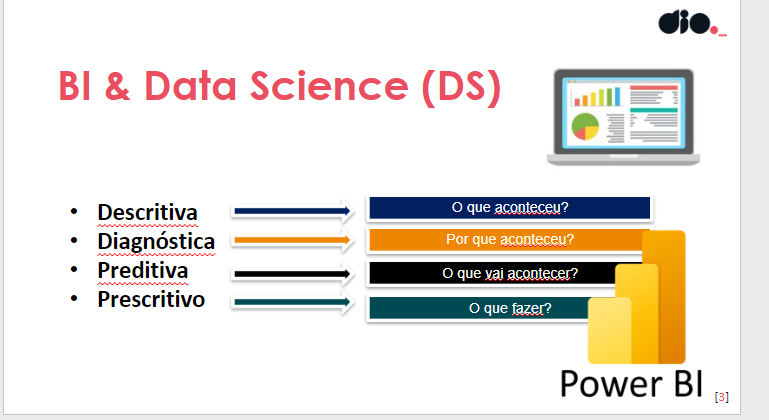 dio._
BI & Data Science (DS)
• Descritiva
O que aconteceu?
• Diagnóstica
Por que aconteceu?
• Preditiva
O que vai acontecer?
• Prescritivo
O que fazer?
Power BI
[3]